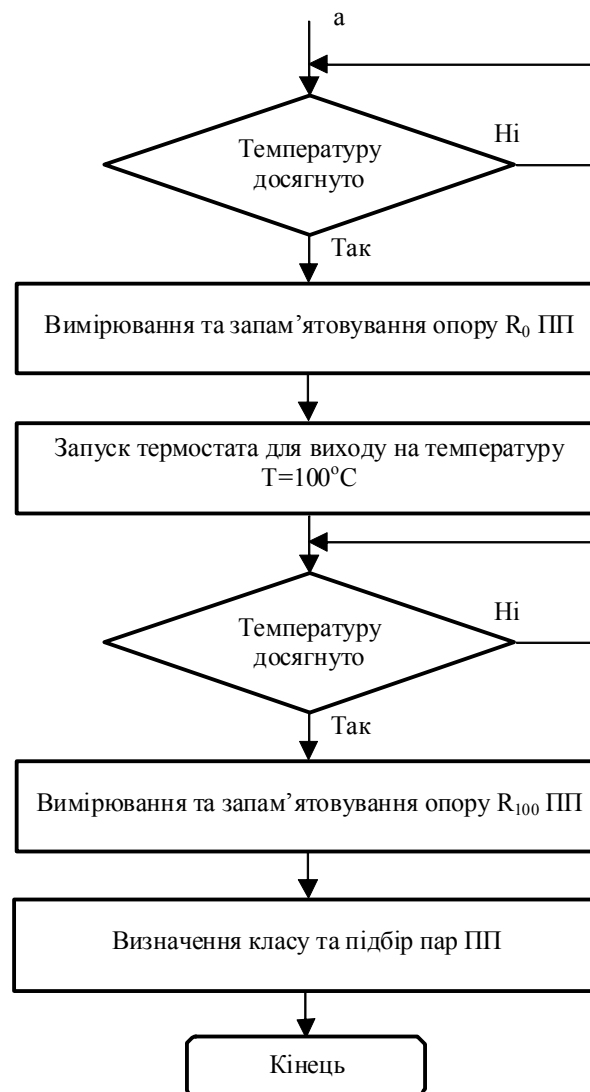 а
Температуру
досягнуто
Ні
Так
Вимірювання та запам’ятовування опору R₀ ПП
Запуск термостата для виходу на температуру
T=100°C
Температуру
досягнуто
Ні
Так
Вимірювання та запам’ятовування опору R₁₀₀ ПП
Визначення класу та підбір пар ПП
Кінець